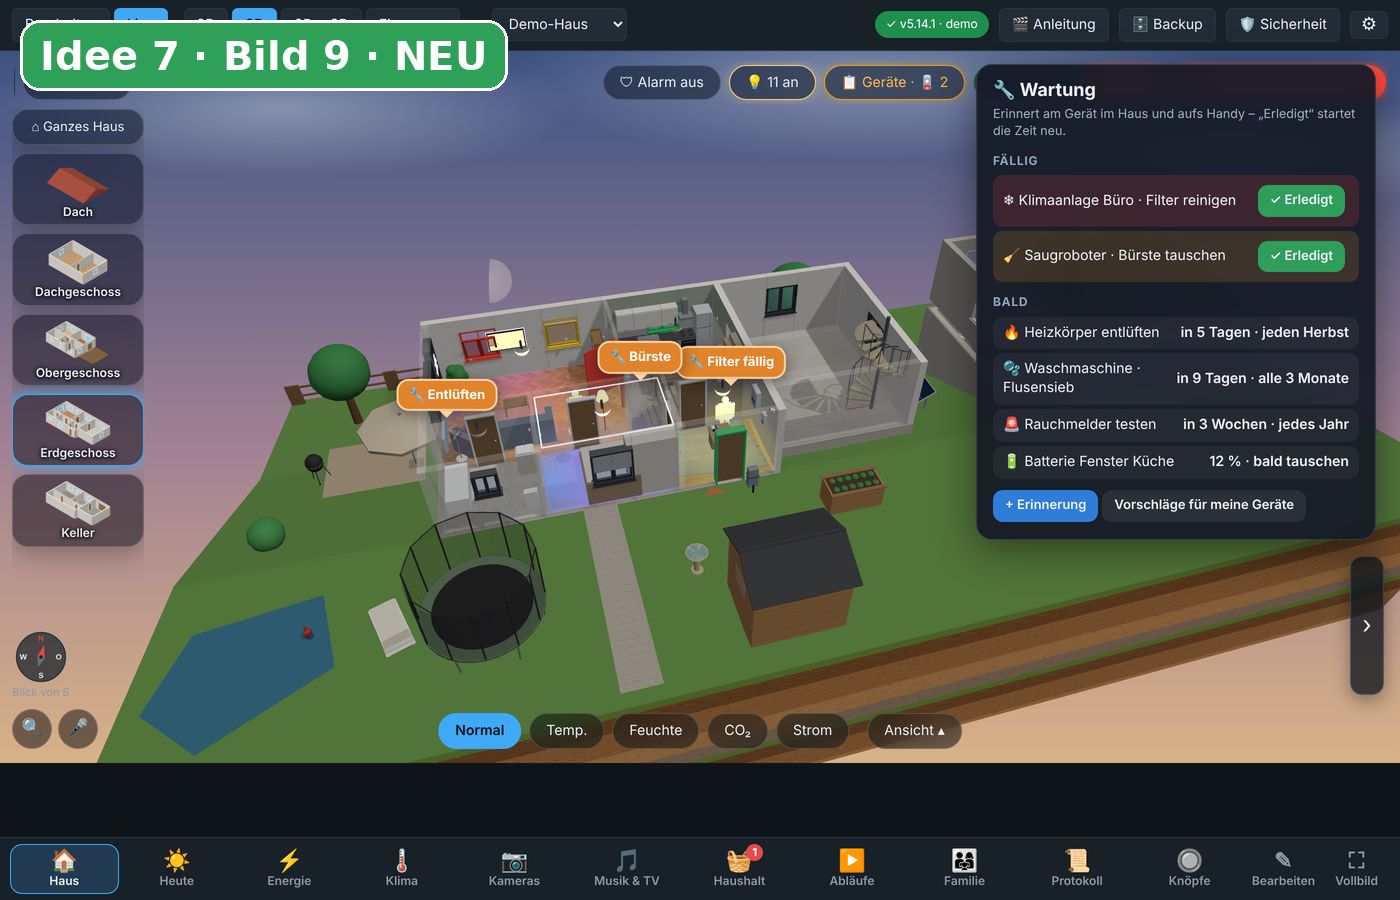 Idee 7 · Bild 9 · NEU
Demo-Haus
✓ v5.14.1 · demo
🎬 Anleitung
🗄️ Backup
🛡️ Sicherheit
⚙
🛡 Alarm aus
💡 11 an
📋 Geräte · 🪫 2
⌂ Ganzes Haus
Dach
Dachgeschoss
Obergeschoss
Erdgeschoss
Keller
🔧 Wartung
Erinnert am Gerät im Haus und aufs Handy – „Erledigt“ startet
die Zeit neu.
FÄLLIG
❄ Klimaanlage Büro · Filter reinigen
✓ Erledigt
🧹 Saugroboter · Bürste tauschen
✓ Erledigt
BALD
🔥 Heizkörper entlüften in 5 Tagen · jeden Herbst
🫧 Waschmaschine ·
Flusensieb
in 9 Tagen · alle 3 Monate
🚨 Rauchmelder testen in 3 Wochen · jedes Jahr
🔋 Batterie Fenster Küche 12 % · bald tauschen
+ Erinnerung
Vorschläge für meine Geräte
🔧 Bürste
🔧 Filter fällig
🔧 Entlüften
N
W
O
S
Blick von S
›
Normal
Temp.
Feuchte
CO₂
Strom
Ansicht ▴
Haus
Heute
Energie
Klima
Kameras
Musik & TV
1
Haushalt
Abläufe
Familie
Protokoll
Knöpfe
Bearbeiten
Vollbild